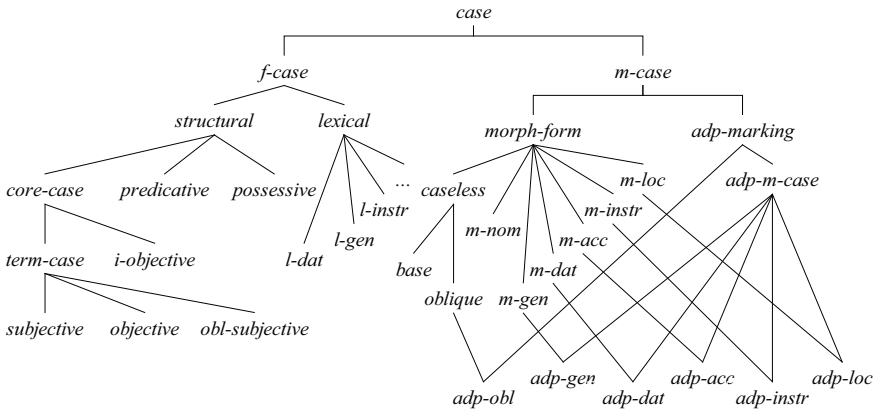 case
f-case m-case
structural lexical morph-form adp-marking
core-case predicative possessive ... caseless m-loc adp-m-case
l-instr m-instr
l-gen m-nom m-acc
term-case i-objective l-dat base m-dat
oblique m-gen
subjective objective obl-subjective
adp-obl adp-gen adp-dat adp-acc adp-instr adp-loc